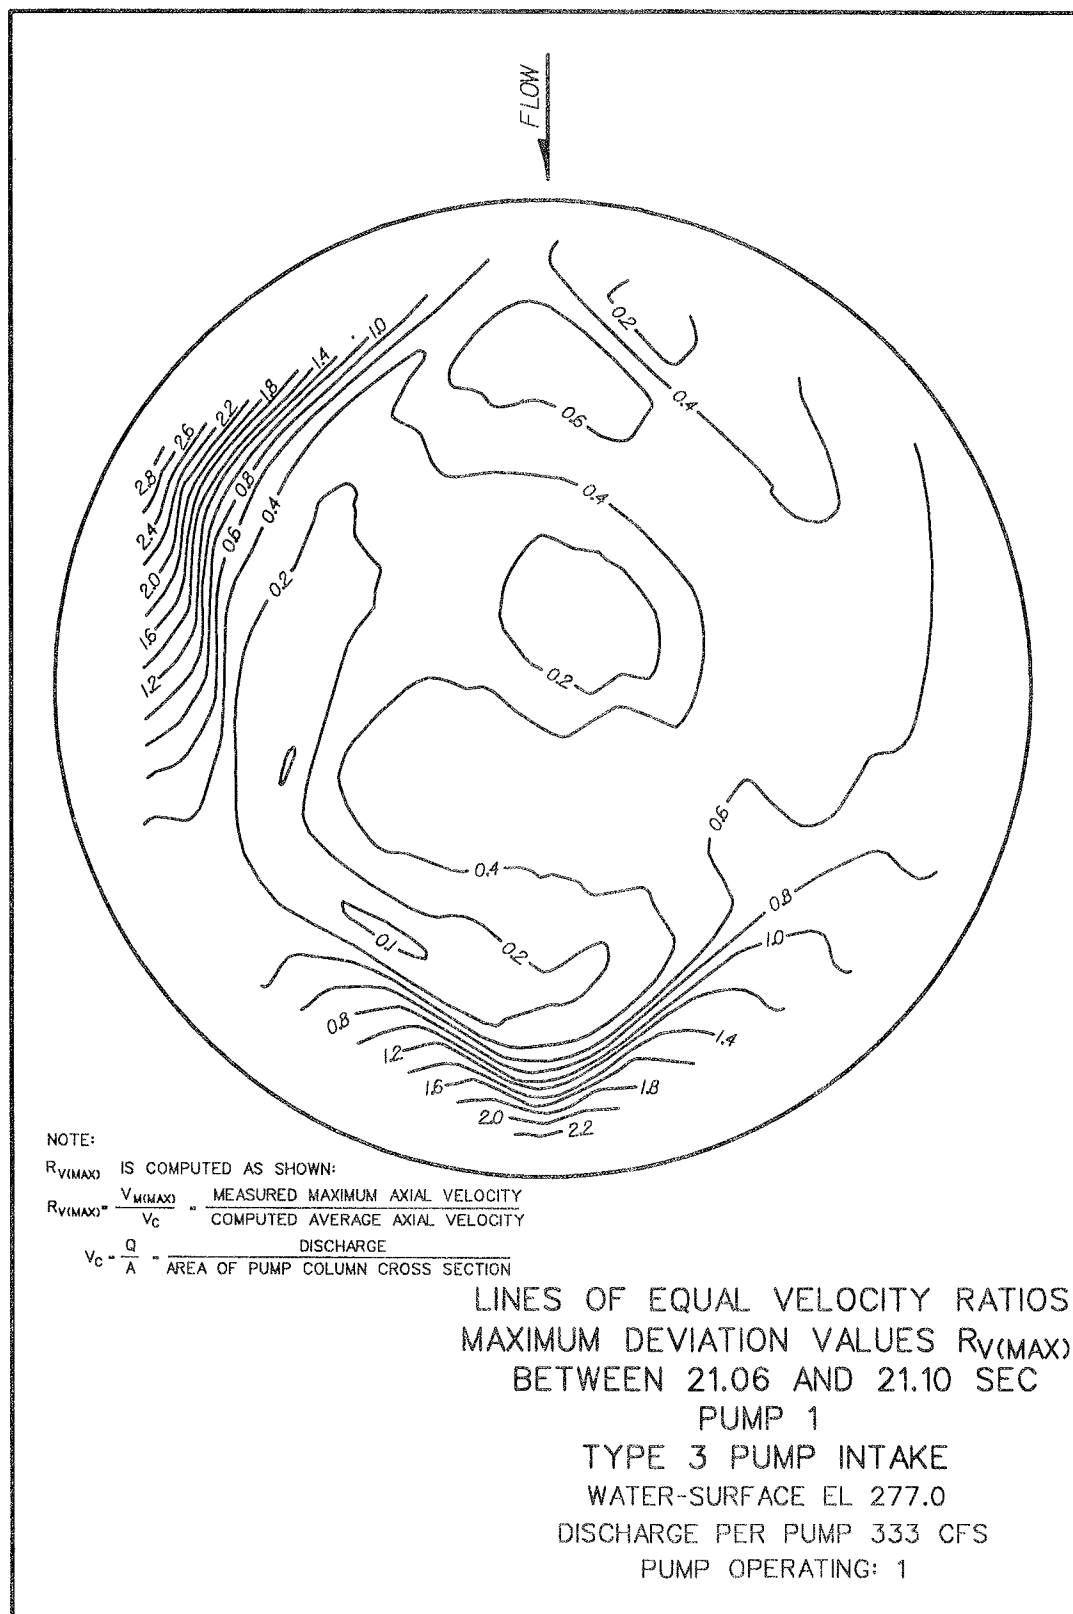 FLOW
1.0
1.4
1.8
2.2
2.6
2.8
2.4
2.0
1.6
1.2
0.8
0.6
0.4
0.2
0.2
0.4
0.6
0.4
0.2
0.6
0.4
0.8
1.0
0.1
0.2
0.8
1.2
1.6
2.0
2.2
1.8
1.4
NOTE:
RV(MAX) IS COMPUTED AS SHOWN:
RV(MAX)= VM(MAX) / VC = MEASURED MAXIMUM AXIAL VELOCITY / COMPUTED AVERAGE AXIAL VELOCITY
VC = Q / A = DISCHARGE / AREA OF PUMP COLUMN CROSS SECTION
LINES OF EQUAL VELOCITY RATIOS
MAXIMUM DEVIATION VALUES RV(MAX)
BETWEEN 21.06 AND 21.10 SEC
PUMP 1
TYPE 3 PUMP INTAKE
WATER-SURFACE EL 277.0
DISCHARGE PER PUMP 333 CFS
PUMP OPERATING: 1